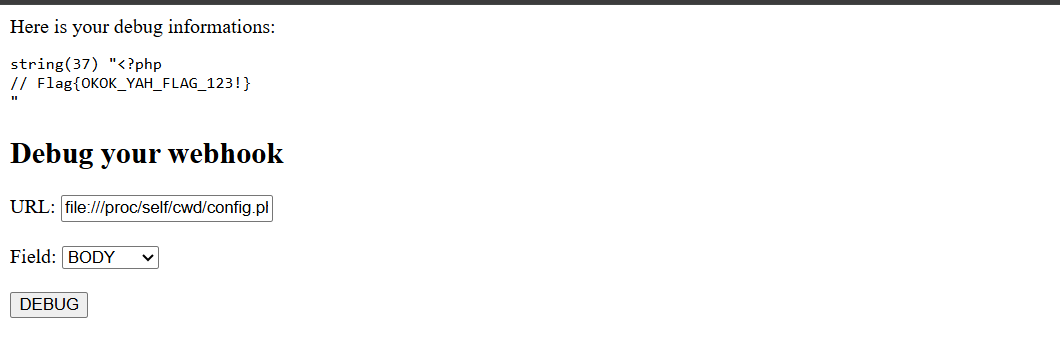 Here is your debug informations:
string(37) "<?php
// Flag{OKOK_YAH_FLAG_123!}
"
Debug your webhook
URL: file:///proc/self/cwd/config.pl
Field: BODY
DEBUG